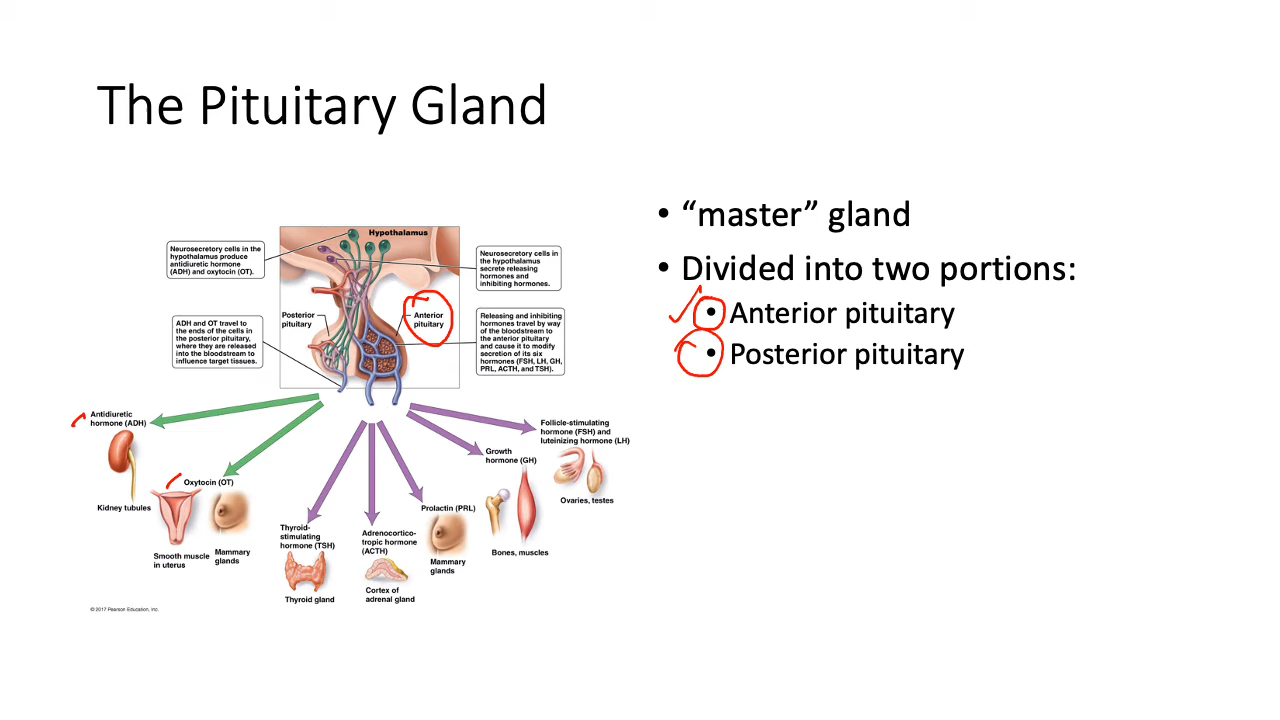 The Pituitary Gland
• “master” gland
• Divided into two portions:
• Anterior pituitary
• Posterior pituitary
Hypothalamus
Neurosecretory cells in the
hypothalamus produce
antidiuretic hormone
(ADH) and oxytocin (OT).
Neurosecretory cells in
the hypothalamus
secrete releasing
hormones and
inhibiting hormones.
Posterior
pituitary
Anterior
pituitary
ADH and OT travel to
the ends of the cells in
the posterior pituitary,
where they are released
into the bloodstream to
influence target tissues.
Releasing and inhibiting
hormones travel by way
of the bloodstream to
the anterior pituitary
and cause it to modify
secretion of its six
hormones (FSH, LH, GH,
PRL, ACTH, and TSH).
Antidiuretic
hormone (ADH)
Kidney tubules
Oxytocin (OT)
Smooth muscle
in uterus
Mammary
glands
Thyroid-
stimulating
hormone (TSH)
Thyroid gland
Adrenocortico-
tropic hormone
(ACTH)
Cortex of
adrenal gland
Prolactin (PRL)
Mammary
glands
Growth
hormone (GH)
Bones, muscles
Follicle-stimulating
hormone (FSH) and
luteinizing hormone (LH)
Ovaries, testes
© 2017 Pearson Education, Inc.